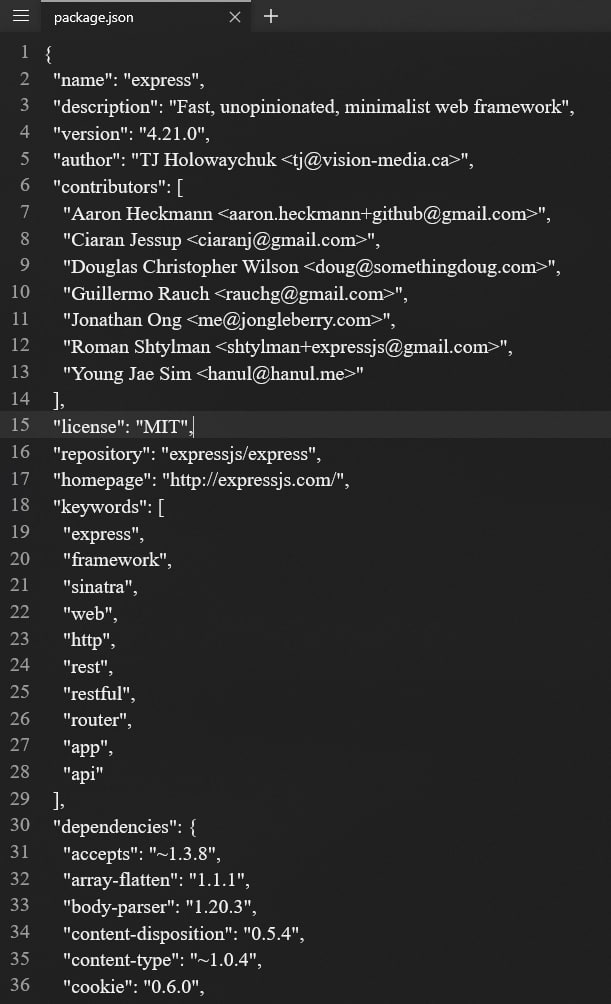 package.json
1 {
2 "name": "express",
3 "description": "Fast, unopinionated, minimalist web framework",
4 "version": "4.21.0",
5 "author": "TJ Holowaychuk <tj@vision-media.ca>",
6 "contributors": [
7 "Aaron Heckmann <aaron.heckmann+github@gmail.com>",
8 "Ciaran Jessup <ciaranj@gmail.com>",
9 "Douglas Christopher Wilson <doug@somethingdoug.com>",
10 "Guillermo Rauch <rauchg@gmail.com>",
11 "Jonathan Ong <me@jongleberry.com>",
12 "Roman Shtylman <shtylman+expressjs@gmail.com>",
13 "Young Jae Sim <hanul@hanul.me>"
14 ],
15 "license": "MIT",
16 "repository": "expressjs/express",
17 "homepage": "http://expressjs.com/",
18 "keywords": [
19 "express",
20 "framework",
21 "sinatra",
22 "web",
23 "http",
24 "rest",
25 "restful",
26 "router",
27 "app",
28 "api"
29 ],
30 "dependencies": {
31 "accepts": "~1.3.8",
32 "array-flatten": "1.1.1",
33 "body-parser": "1.20.3",
34 "content-disposition": "0.5.4",
35 "content-type": "~1.0.4",
36 "cookie": "0.6.0",